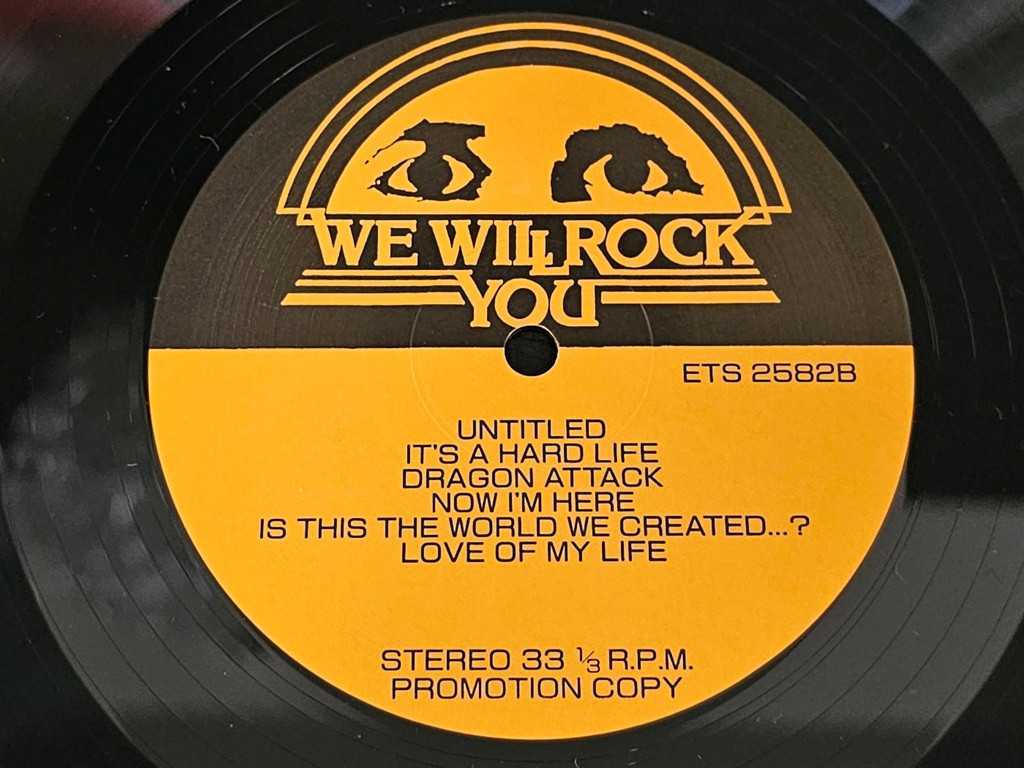 WE WILL ROCK
YOU
ETS 2582B
UNTITLED
IT'S A HARD LIFE
DRAGON ATTACK
NOW I'M HERE
IS THIS THE WORLD WE CREATED...?
LOVE OF MY LIFE
STEREO 33 ⅓ R.P.M.
PROMOTION COPY